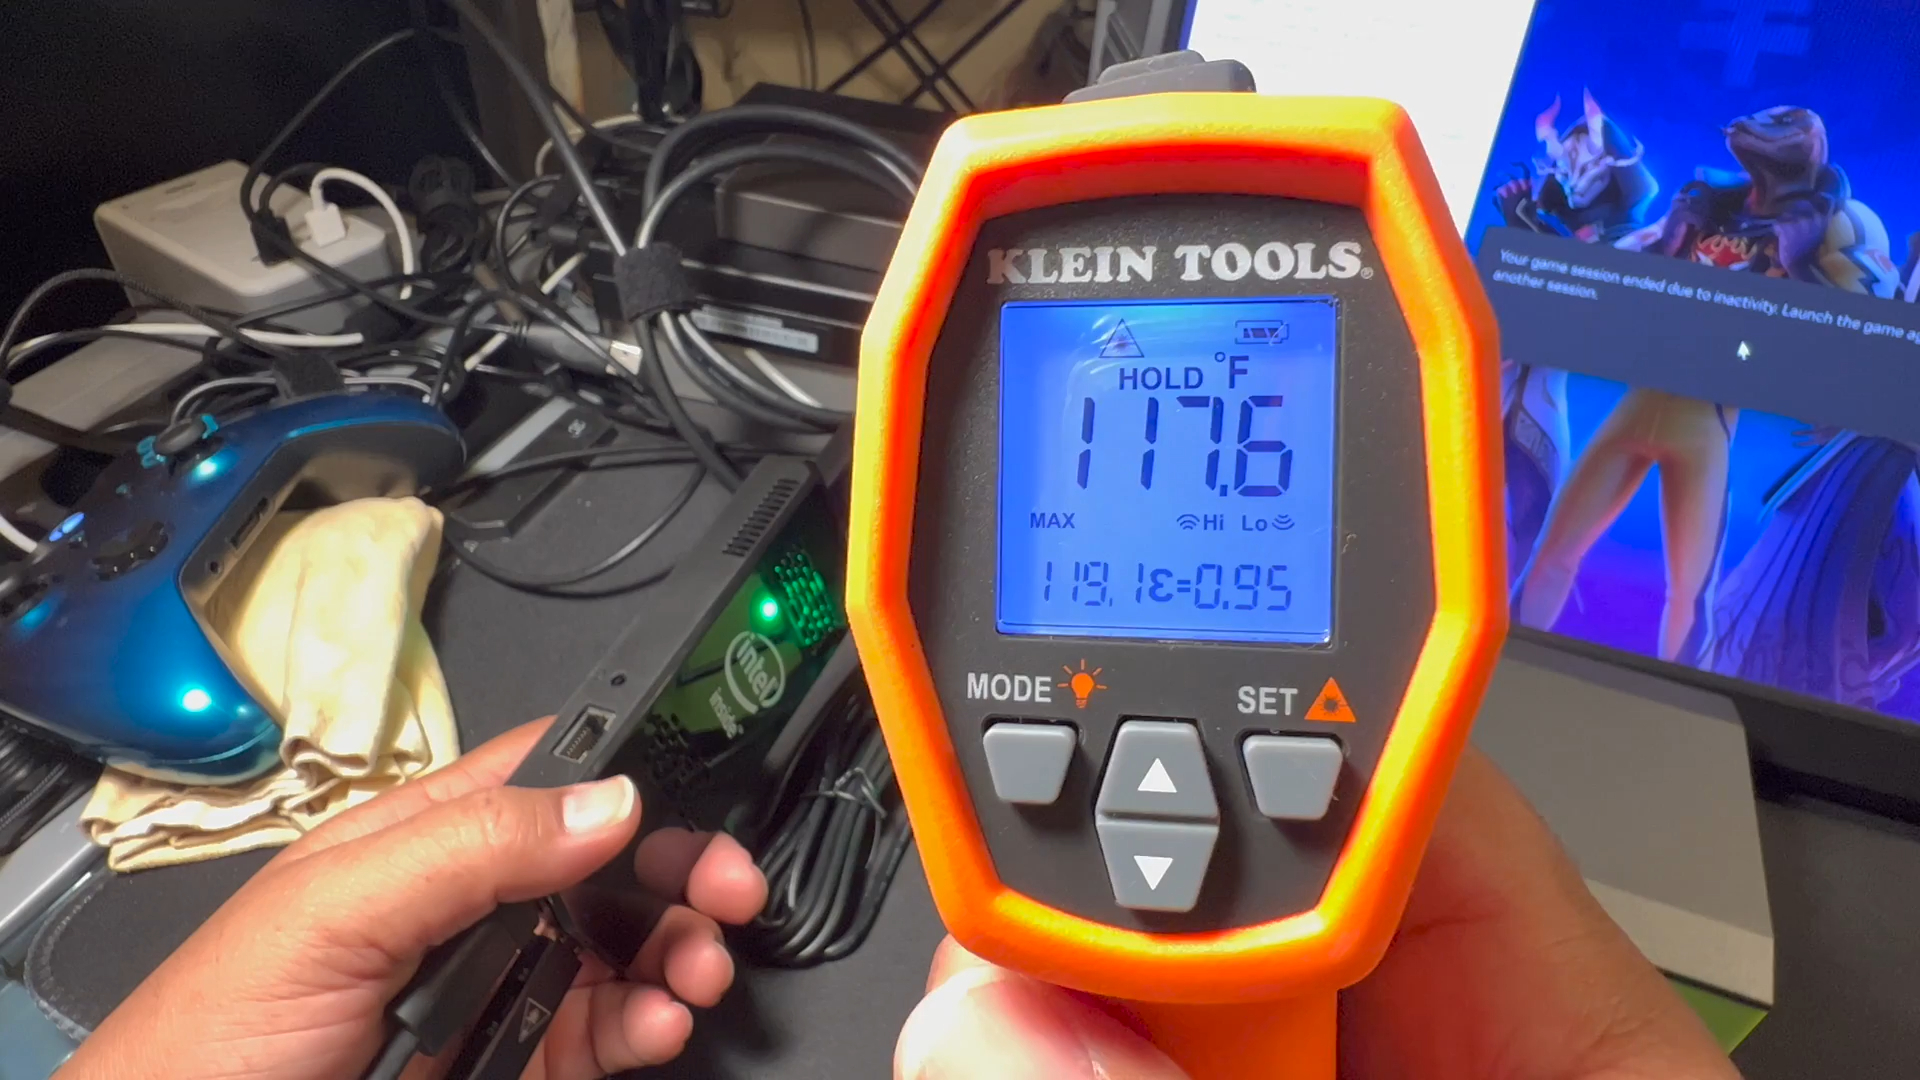 KLEIN TOOLS®
HOLD °F
117.6
MAX Hi Lo
119.1 ε=0.95
MODE
SET
intel
inside
Your game session ended due to inactivity. Launch the game
another session.